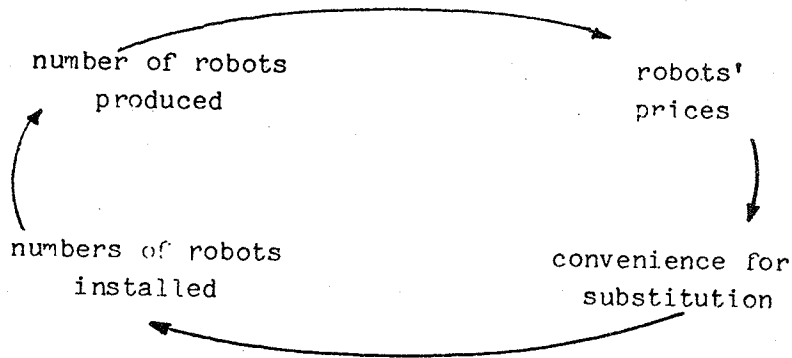 number of robots
produced
robots'
prices
numbers of robots
installed
convenience for
substitution